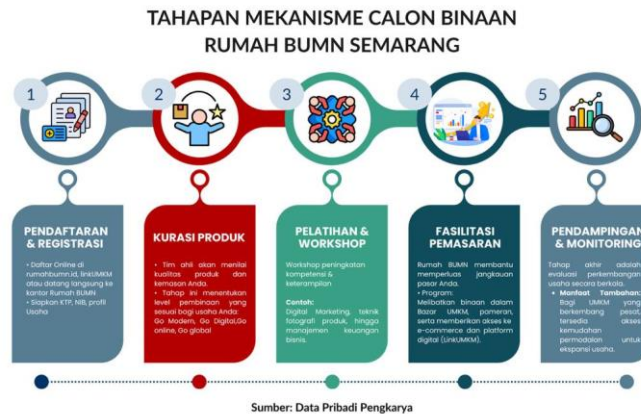 TAHAPAN MEKANISME CALON BINAAN
RUMAH BUMN SEMARANG
1
2
3
4
5
PENDAFTARAN
& REGISTRASI
• Daftar Online di
rumahbumn.id, linkUMKM
atau datang langsung ke
kantor Rumah BUMN
• Siapkan KTP, NIB, profil
Usaha
KURASI PRODUK
• Tim ahli akan menilai
kualitas produk dan
kemasan Anda.
• Tahap ini menentukan
level pembinaan yang
sesuai bagi usaha Anda:
Go Modern, Go Digital,Go
online, Go global
PELATIHAN &
WORKSHOP
Workshop peningkatan
kompetensi &
keterampilan
Contoh:
Digital Marketing, teknik
fotografi produk, hingga
manajemen keuangan
bisnis.
FASILITASI
PEMASARAN
Rumah BUMN membantu
memperluas jangkauan
pasar Anda.
• Program:
Melibatkan binaan dalam
Bazar UMKM, pameran,
serta memberikan akses ke
e-commerce dan platform
digital (LinkUMKM).
PENDAMPINGAN
& MONITORING
Tahap akhir adalah
evaluasi perkembangan
usaha secara berkala.
• Manfaat Tambahan:
Bagi UMKM yang
berkembang pesat,
tersedia akses
kemudahan
permodalan untuk
ekspansi usaha.
Sumber: Data Pribadi Pengkarya